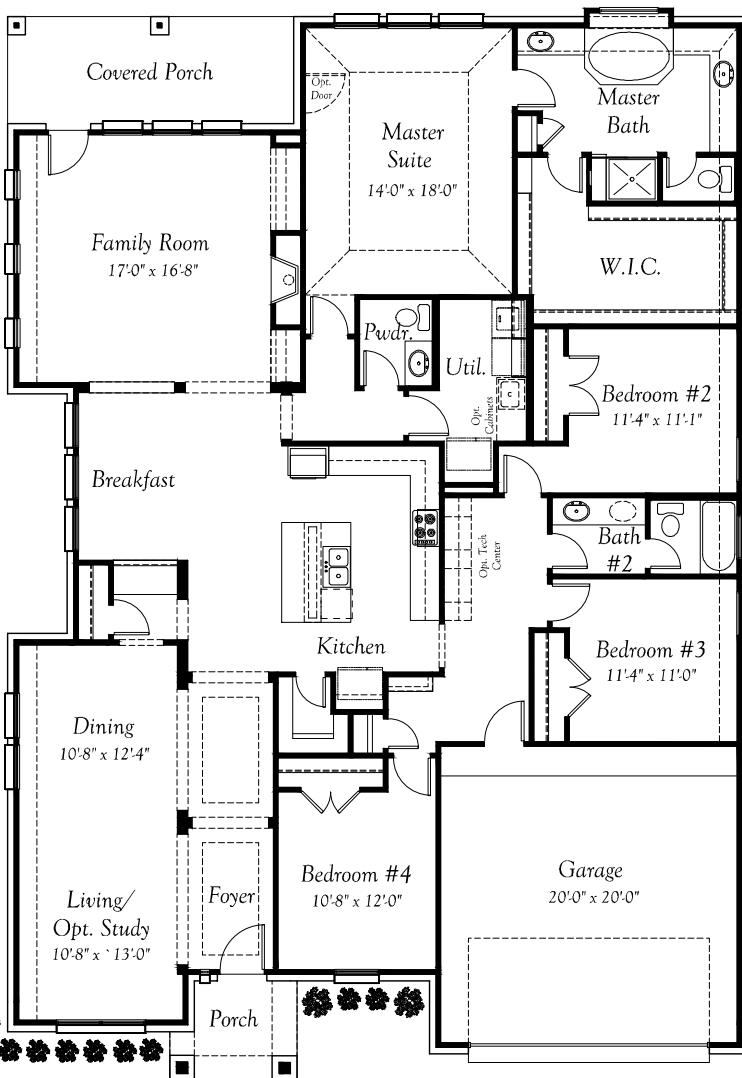 Covered Porch
Opt.
Door
Master
Suite
14'-0" x 18'-0"
Master
Bath
Family Room
17'-0" x 16'-8"
W.I.C.
Pwdr.
Util.
Opt.
Cabinets
Bedroom #2
11'-4" x 11'-1"
Breakfast
Opt. Tech
Center
Bath
#2
Kitchen
Bedroom #3
11'-4" x 11'-0"
Dining
10'-8" x 12'-4"
Bedroom #4
10'-8" x 12'-0"
Garage
20'-0" x 20'-0"
Living/
Opt. Study
10'-8" x `13'-0"
Foyer
Porch